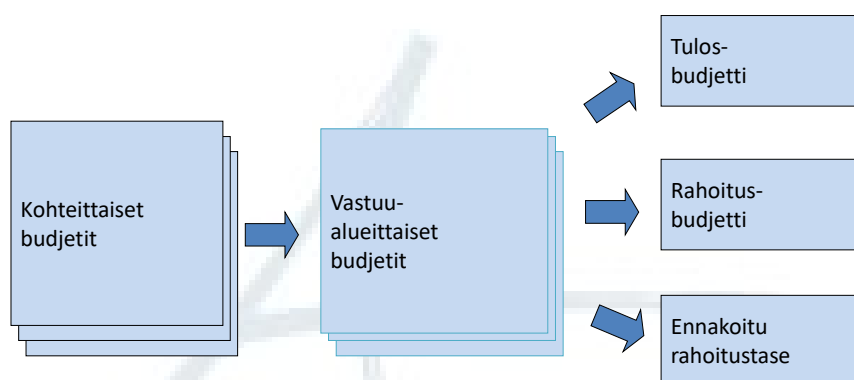 Kohteittaiset
budjetit
Vastuu-
alueittaiset
budjetit
Tulos-
budjetti
Rahoitus-
budjetti
Ennakoitu
rahoitustase